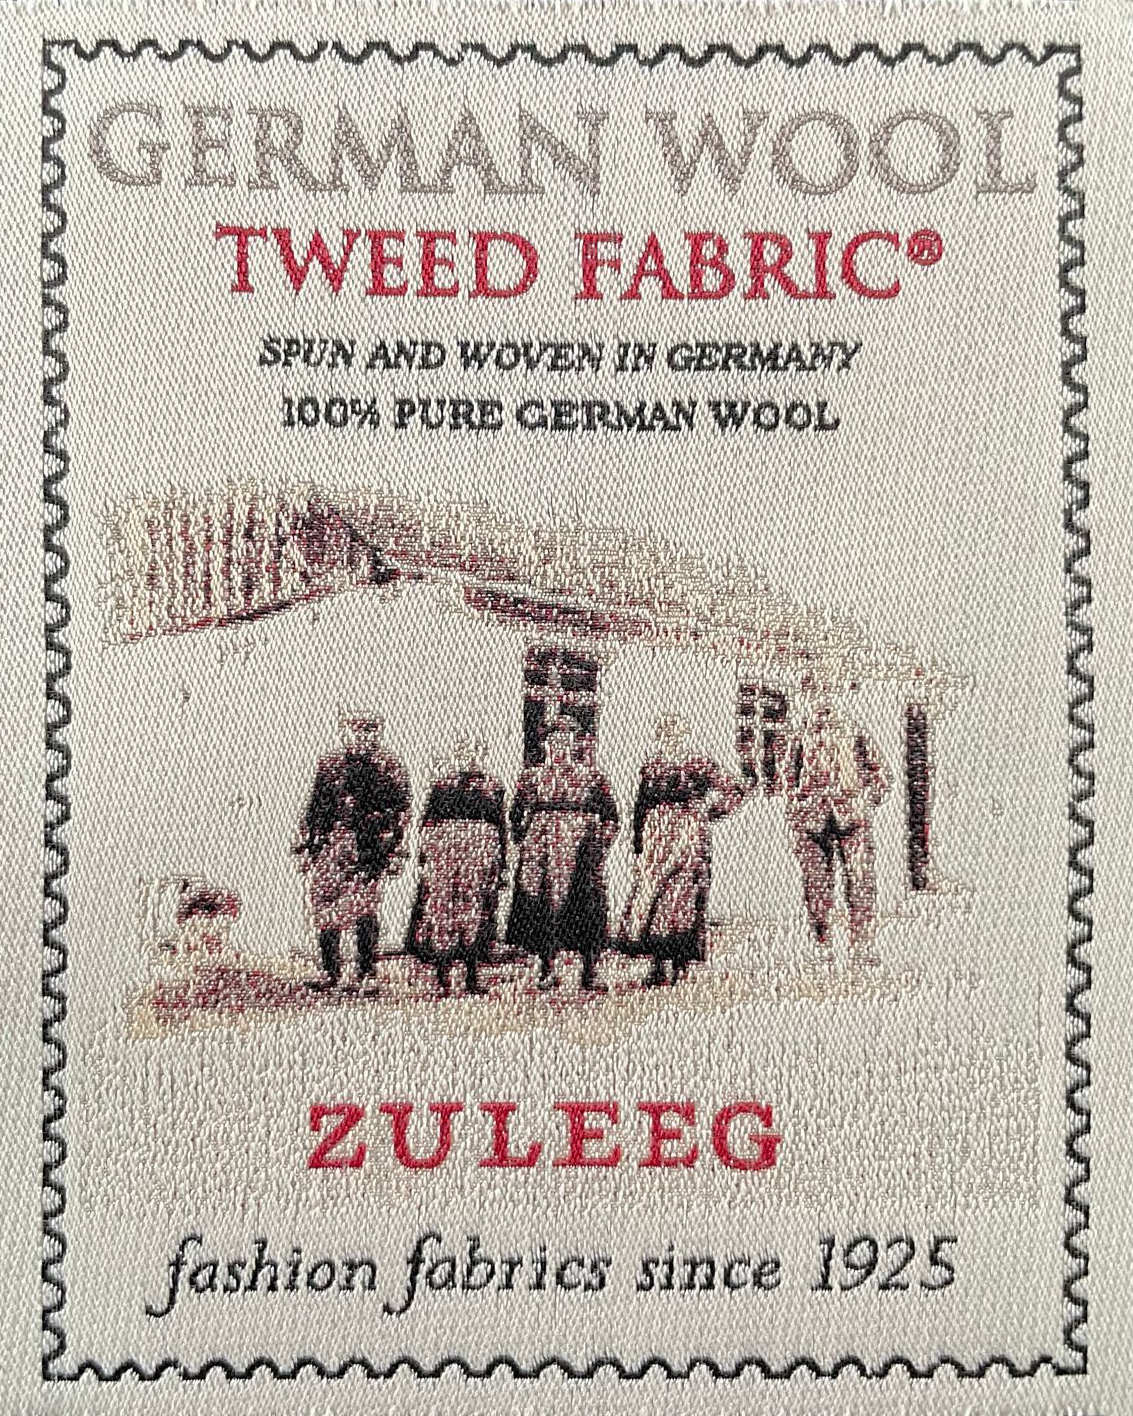 GERMAN WOOL
TWEED FABRIC®
SPUN AND WOVEN IN GERMANY
100% PURE GERMAN WOOL
ZULEEG
fashion fabrics since 1925